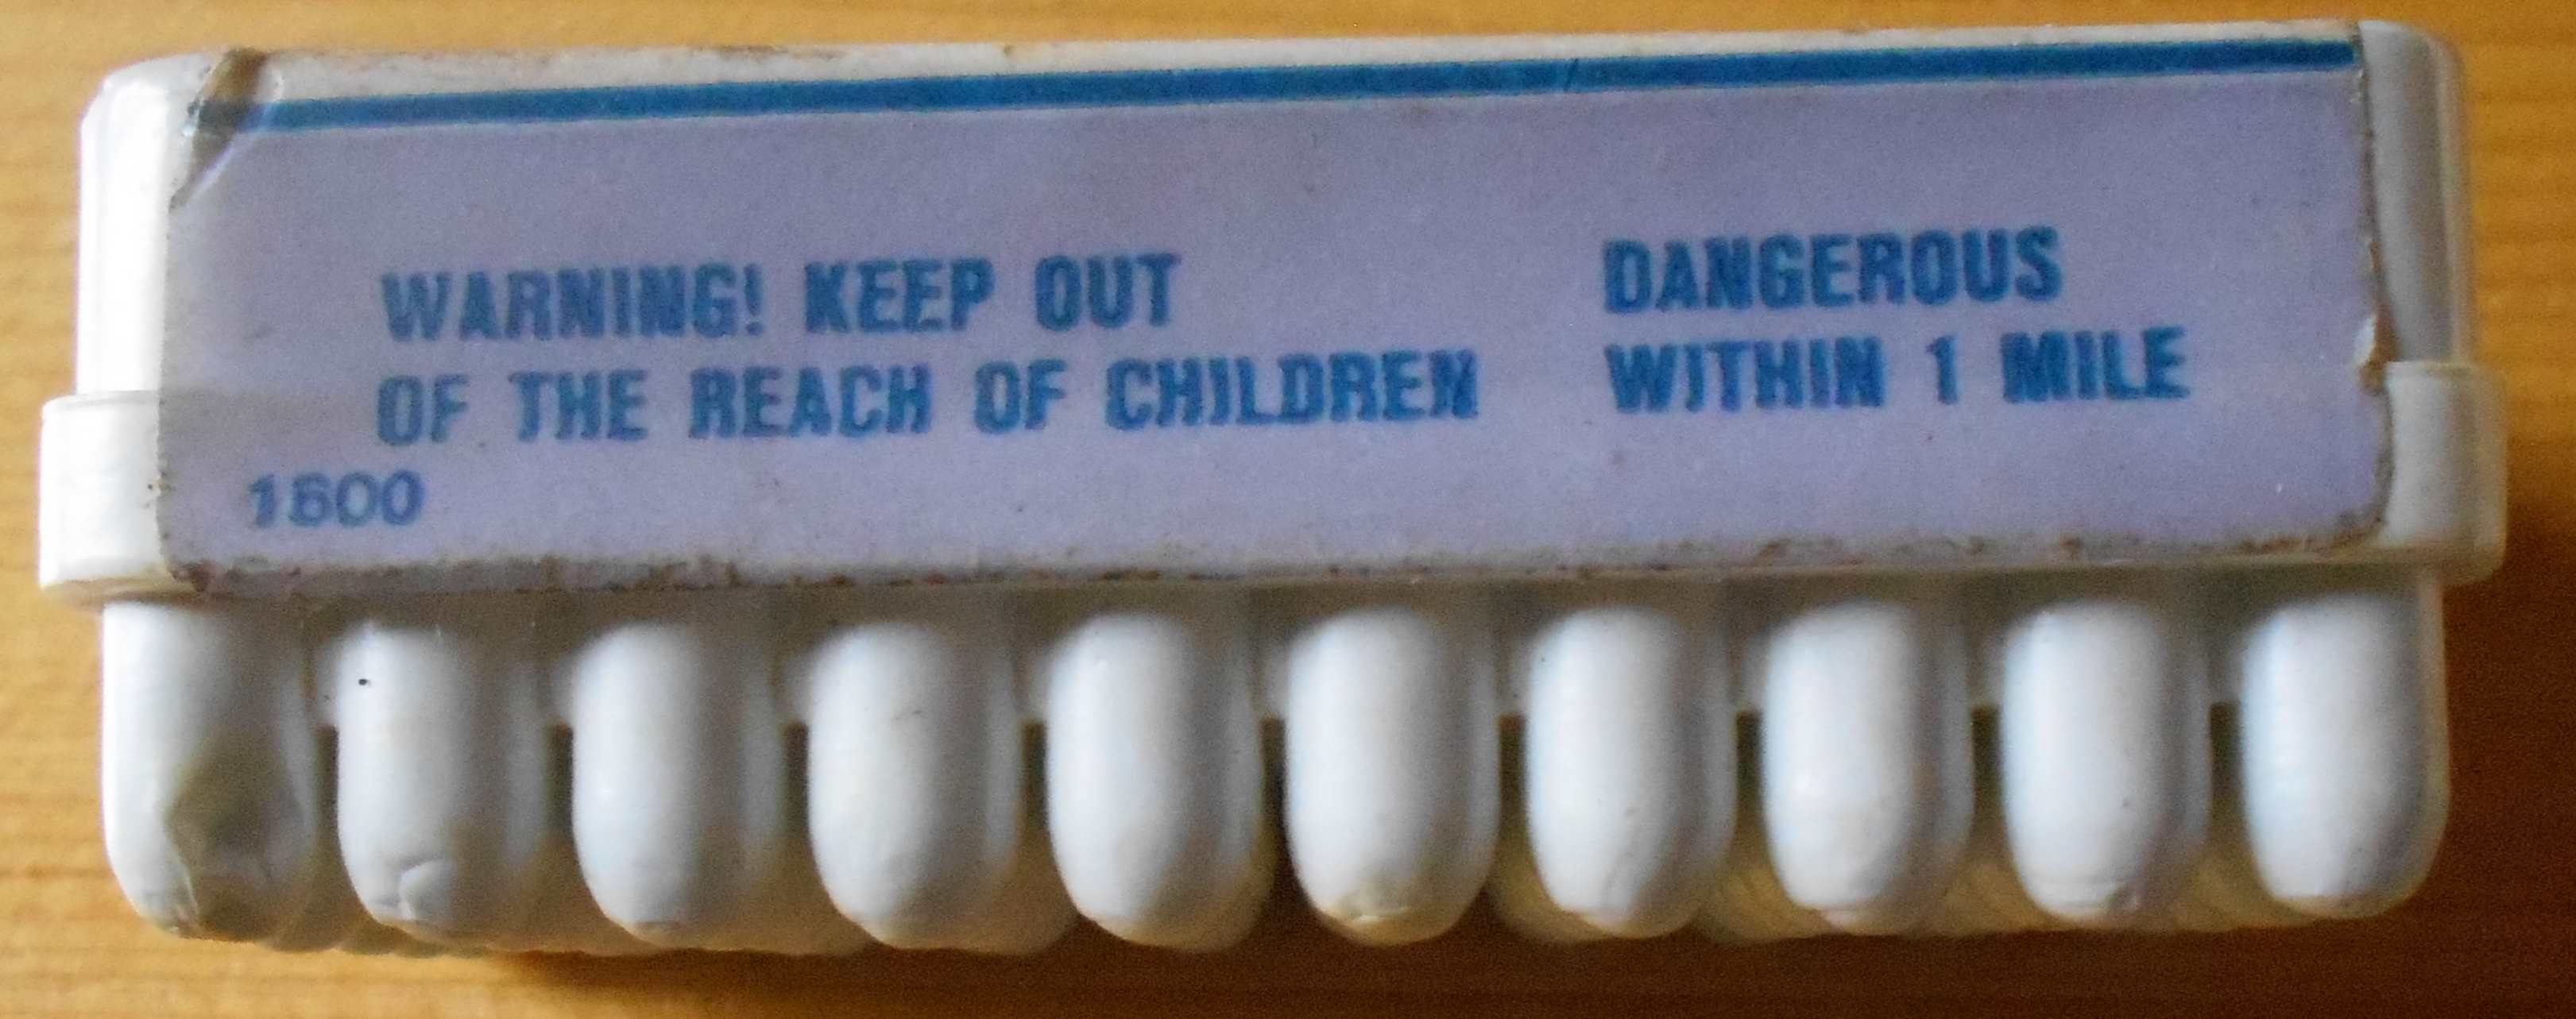 WARNING! KEEP OUT
OF THE REACH OF CHILDREN
DANGEROUS
WITHIN 1 MILE
1600